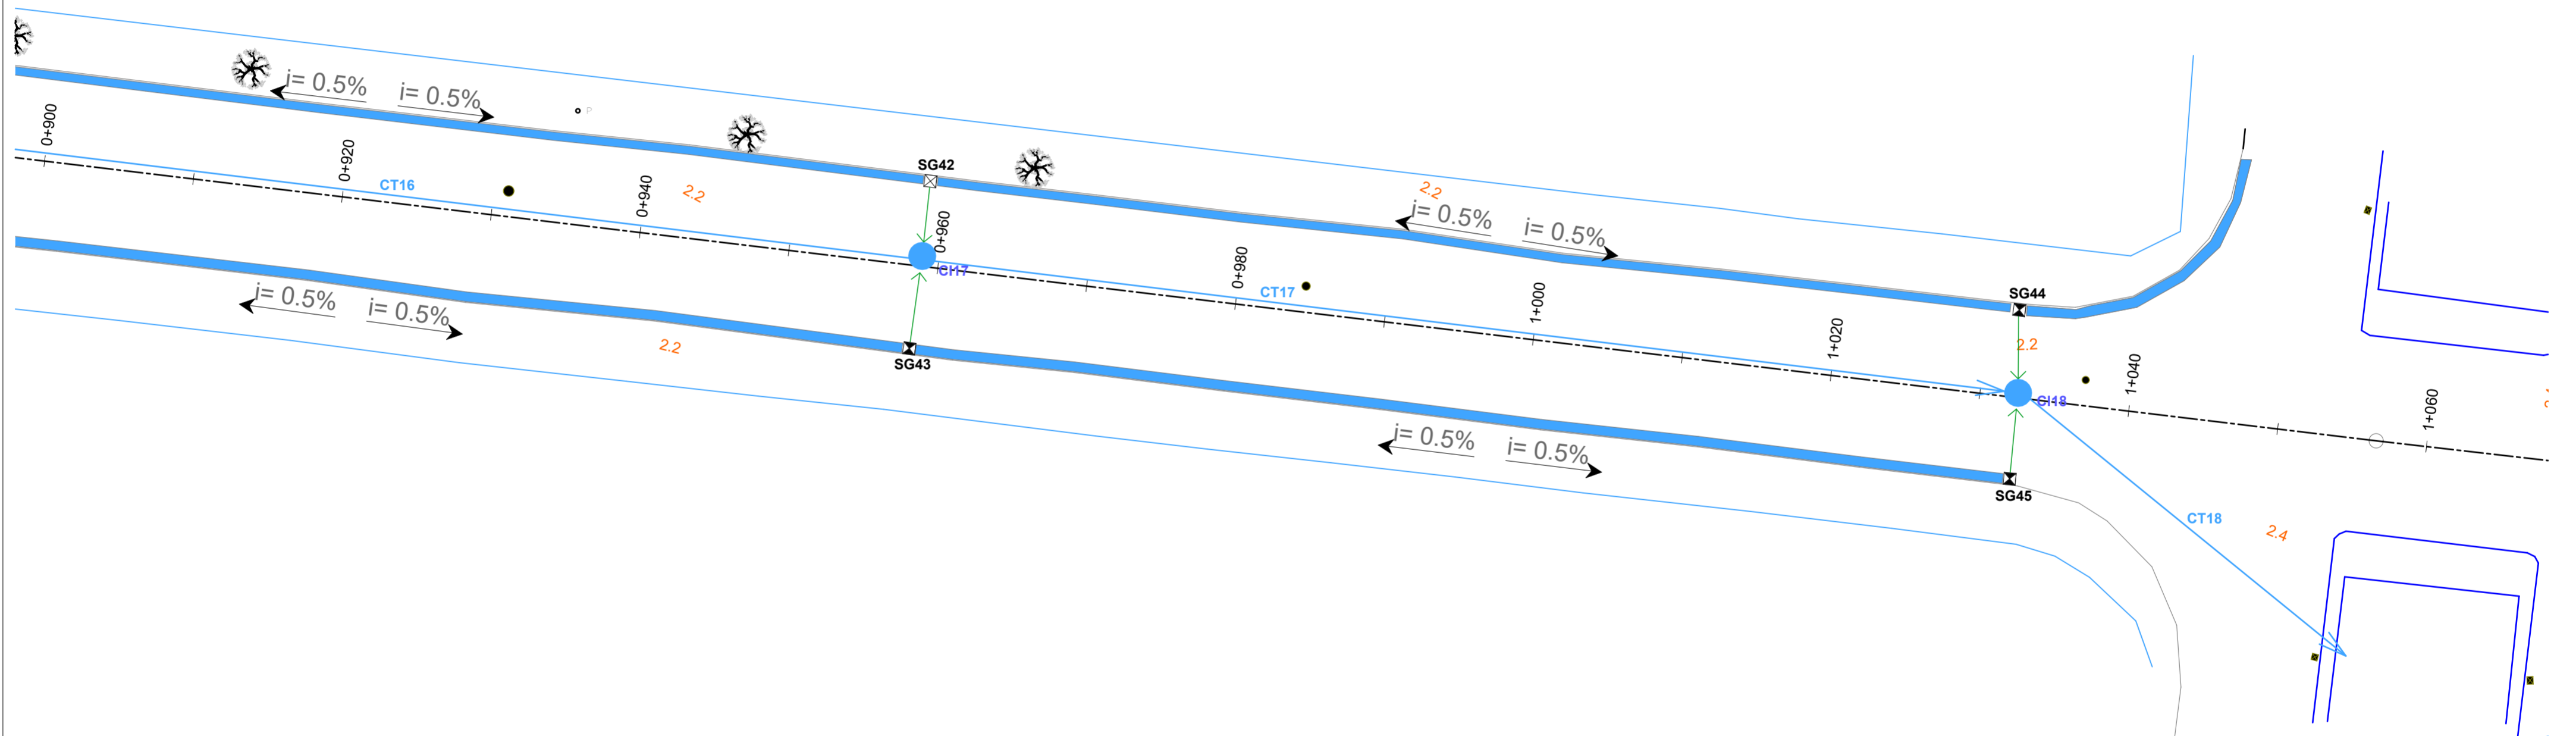 i= 0.5%
i= 0.5%
0+900
0+920
CT16
0+940
2.2
SG42
0+960
CI17
2.2
i= 0.5%
i= 0.5%
0+980
CT17
1+000
SG44
2.2
1+020
CI18
1+040
1+060
i= 0.5%
i= 0.5%
2.2
SG43
i= 0.5%
i= 0.5%
SG45
CT18
2.4